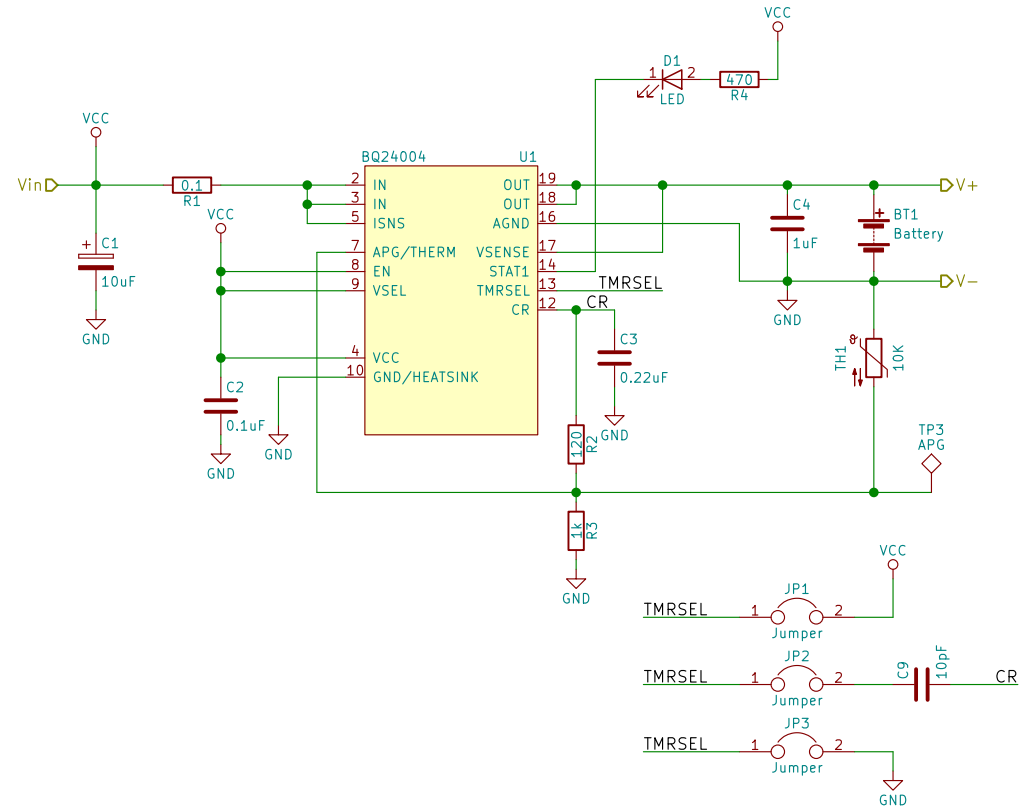 VCC
D1
1 2
470
LED
R4
VCC
BQ24004 U1
Vin
0.1
R1
2 IN OUT 19
3 IN OUT 18
5 ISNS AGND 16
7 APG/THERM VSENSE 17
8 EN STAT1 14
9 VSEL TMRSEL 13
CR 12
4 VCC
10 GND/HEATSINK
VCC
+ C1
10uF
GND
C2
0.1uF
GND
GND
TMRSEL
CR
C3
0.22uF
GND
V+
C4
1uF
+ BT1
Battery
V-
GND
TH1
10K
120
R2
TP3
APG
1k
R3
GND
VCC
JP1
TMRSEL 1 2
Jumper
JP2
TMRSEL 1 2 C9 10pF CR
Jumper
JP3
TMRSEL 1 2
Jumper
GND